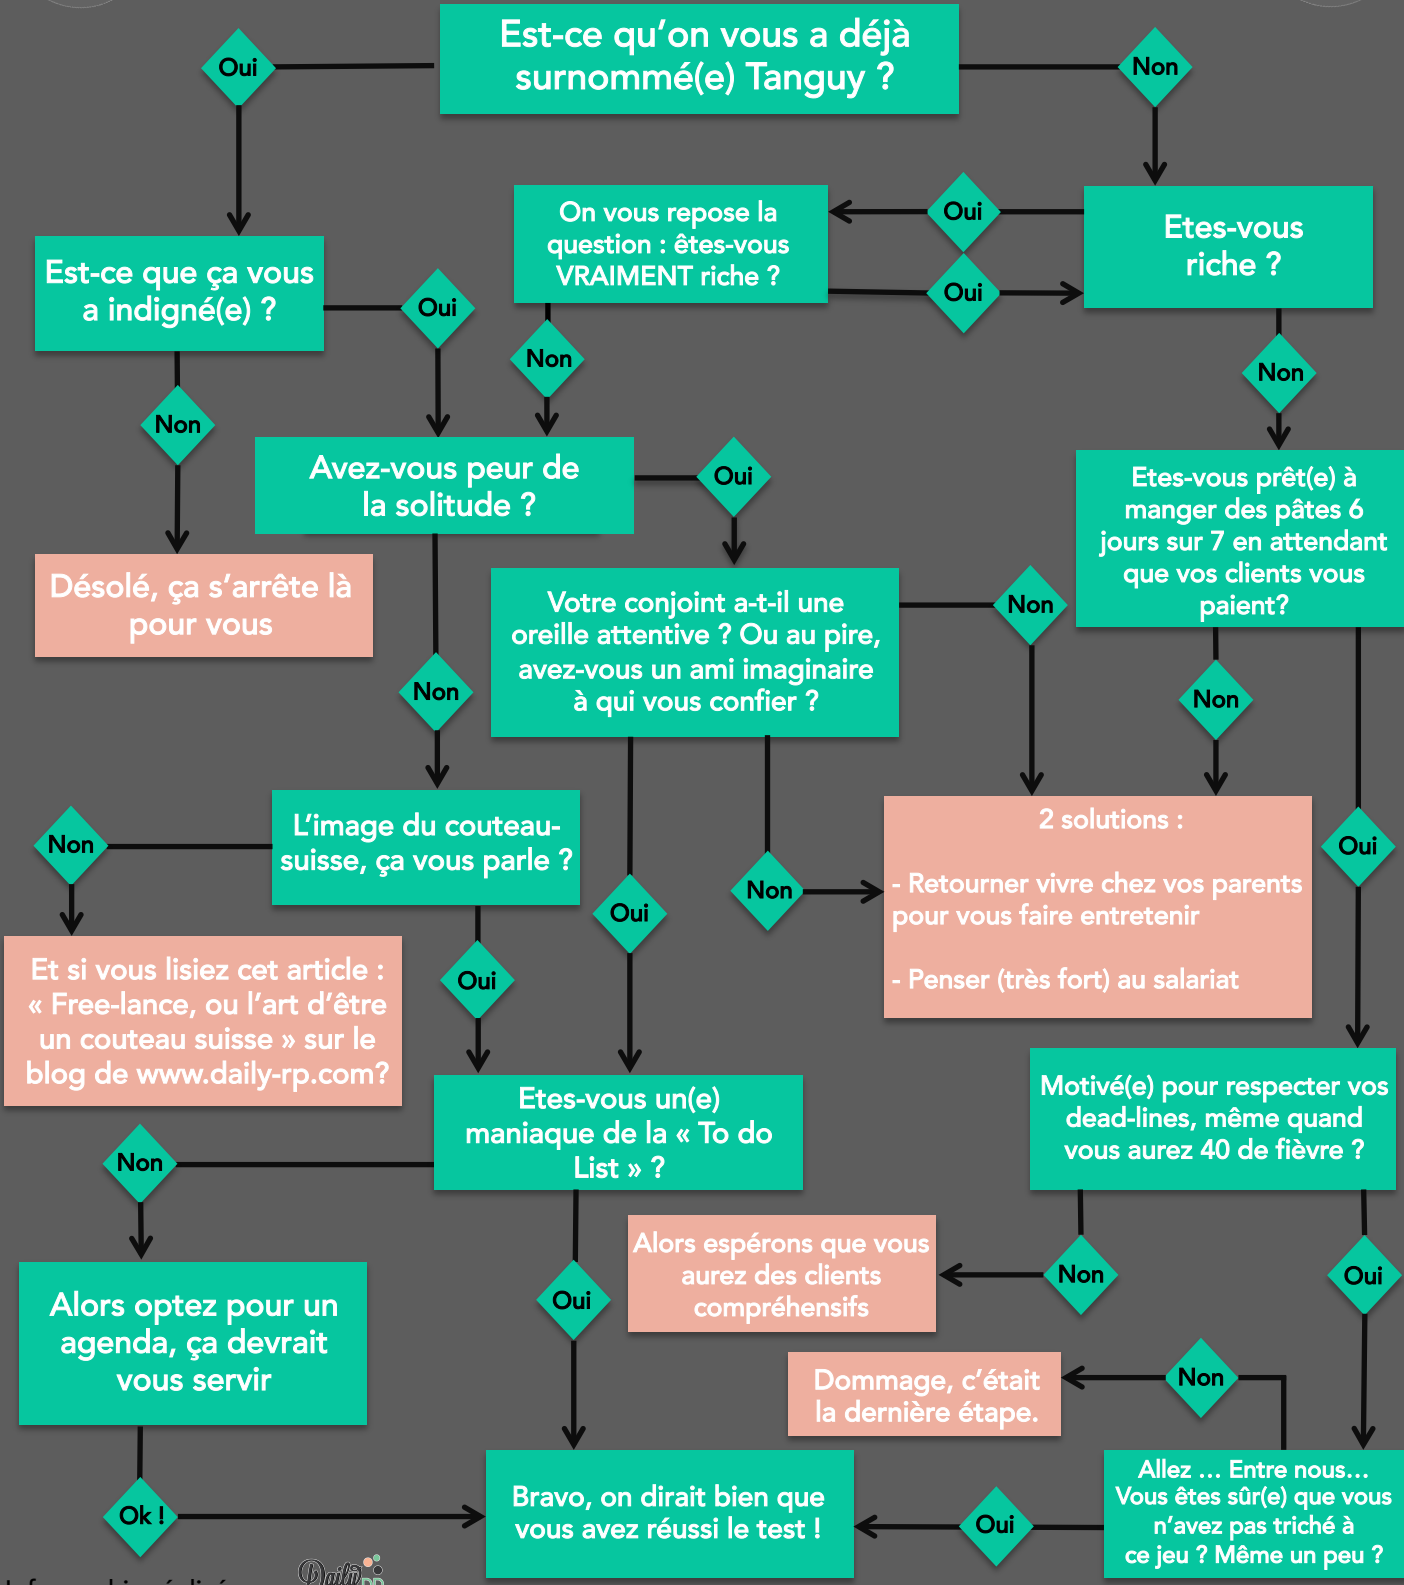 Est-ce qu'on vous a déjà
surnommé(e) Tanguy ?
Oui
Non
On vous repose la
question : êtes-vous
VRAIMENT riche ?
Oui
Oui
Etes-vous
riche ?
Est-ce que ça vous
a indigné(e) ?
Oui
Non
Non
Non
Avez-vous peur de
la solitude ?
Oui
Etes-vous prêt(e) à
manger des pâtes 6
jours sur 7 en attendant
que vos clients vous
paient?
Désolé, ça s'arrête là
pour vous
Votre conjoint a-t-il une
oreille attentive ? Ou au pire,
avez-vous un ami imaginaire
à qui vous confier ?
Non
Non
Non
L'image du couteau-
suisse, ça vous parle ?
Non
Oui
Oui
Non
2 solutions :
- Retourner vivre chez vos parents
pour vous faire entretenir
- Penser (très fort) au salariat
Oui
Et si vous lisiez cet article :
« Free-lance, ou l'art d'être
un couteau suisse » sur le
blog de www.daily-rp.com?
Etes-vous un(e)
maniaque de la « To do
List » ?
Motivé(e) pour respecter vos
dead-lines, même quand
vous aurez 40 de fièvre ?
Non
Oui
Alors espérons que vous
aurez des clients
compréhensifs
Non
Oui
Alors optez pour un
agenda, ça devrait
vous servir
Dommage, c'était
la dernière étape.
Non
Ok !
Bravo, on dirait bien que
vous avez réussi le test !
Oui
Allez ... Entre nous...
Vous êtes sûr(e) que vous
n'avez pas triché à
ce jeu ? Même un peu ?
Daily